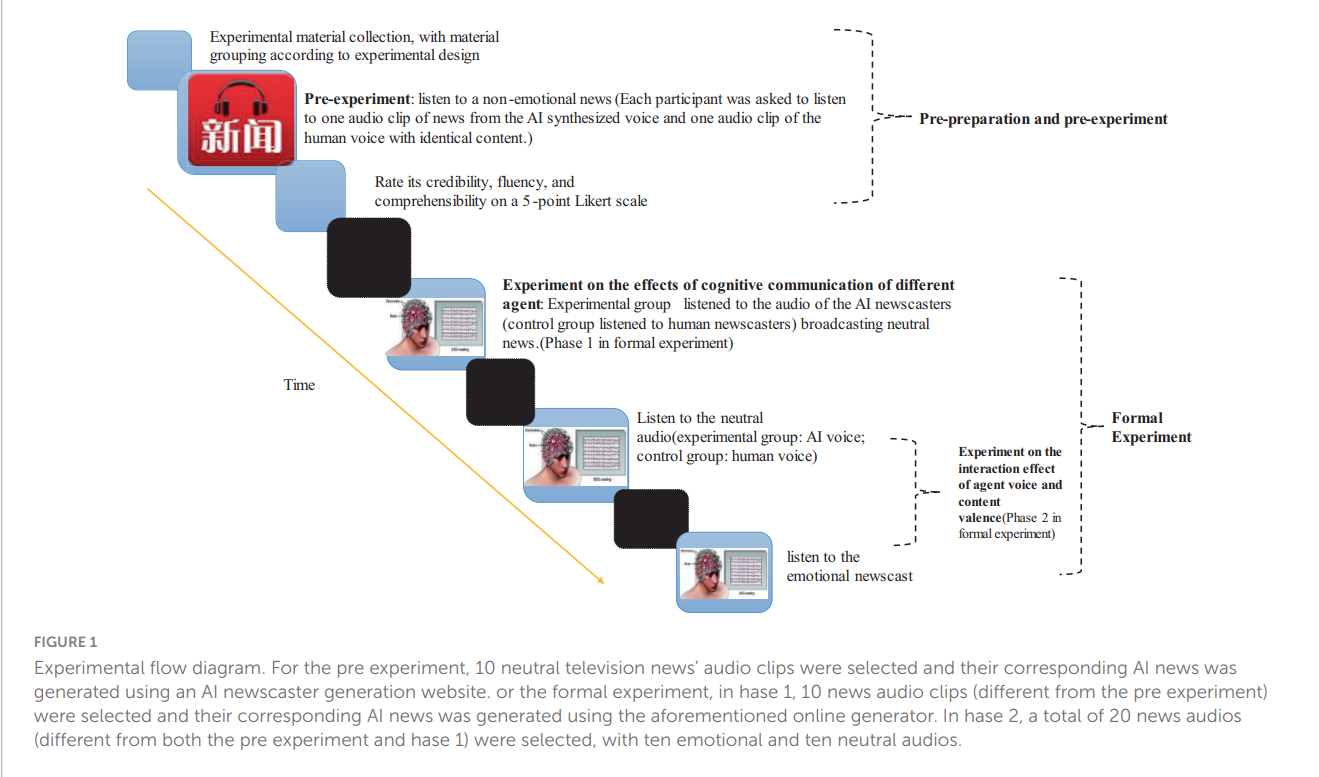 Experimental material collection, with material
grouping according to experimental design
新闻
Pre-experiment: listen to a non-emotional news (Each participant was asked to listen
to one audio clip of news from the AI synthesized voice and one audio clip of the
human voice with identical content.)
Pre-preparation and pre-experiment
Rate its credibility, fluency, and
comprehensibility on a 5-point Likert scale
Experiment on the effects of cognitive communication of different
agent: Experimental group listened to the audio of the AI newscasters
(control group listened to human newscasters) broadcasting neutral
news.(Phase 1 in formal experiment)
Time
Listen to the neutral
audio(experimental group: AI voice;
control group: human voice)
Experiment on the
interaction effect
of agent voice and
content
valence(Phase 2 in
formal experiment)
Formal
Experiment
listen to the
emotional newscast
FIGURE 1
Experimental flow diagram. For the pre experiment, 10 neutral television news’ audio clips were selected and their corresponding AI news was
generated using an AI newscaster generation website. or the formal experiment, in hase 1, 10 news audio clips (different from the pre experiment)
were selected and their corresponding AI news was generated using the aforementioned online generator. In hase 2, a total of 20 news audios
(different from both the pre experiment and hase 1) were selected, with ten emotional and ten neutral audios.